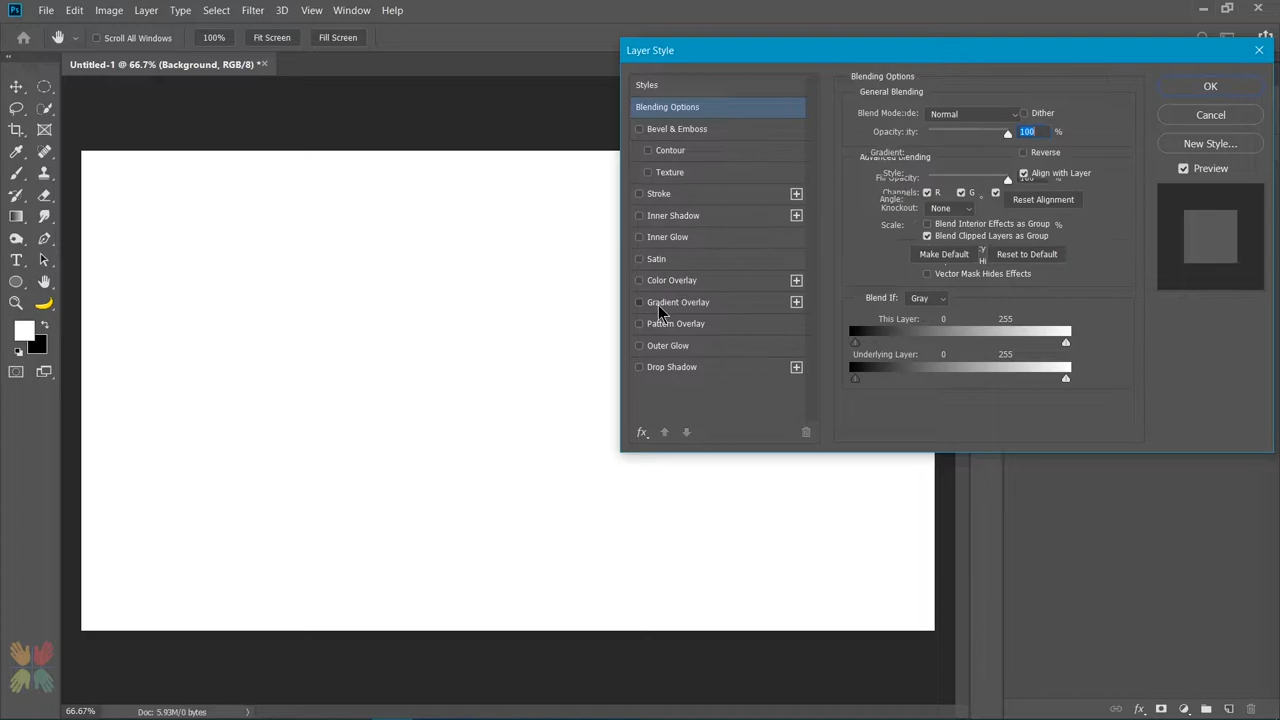 Ps File Edit Image Layer Type Select Filter 3D View Window Help
Scroll All Windows 100% Fit Screen Fill Screen
Untitled-1 @ 66.7% (Background, RGB/8) *
Layer Style
Styles
Blending Options
Bevel & Emboss
Contour
Texture
Stroke
Inner Shadow
Inner Glow
Satin
Color Overlay
Gradient Overlay
Pattern Overlay
Outer Glow
Drop Shadow
fx
Blending Options
General Blending
Blend Mode: Normal Dither
Opacity: 100 %
Gradient: Reverse
Advanced Blending
Style: Align with Layer
Fill Opacity:
Channels: R G
Angle: ° Reset Alignment
Knockout: None
Scale: Blend Interior Effects as Group %
Blend Clipped Layers as Group
Make Default Reset to Default
Vector Mask Hides Effects
Blend If: Gray
This Layer: 0 255
Underlying Layer: 0 255
OK
Cancel
New Style...
Preview
66.67% Doc: 5.93M/0 bytes
fx